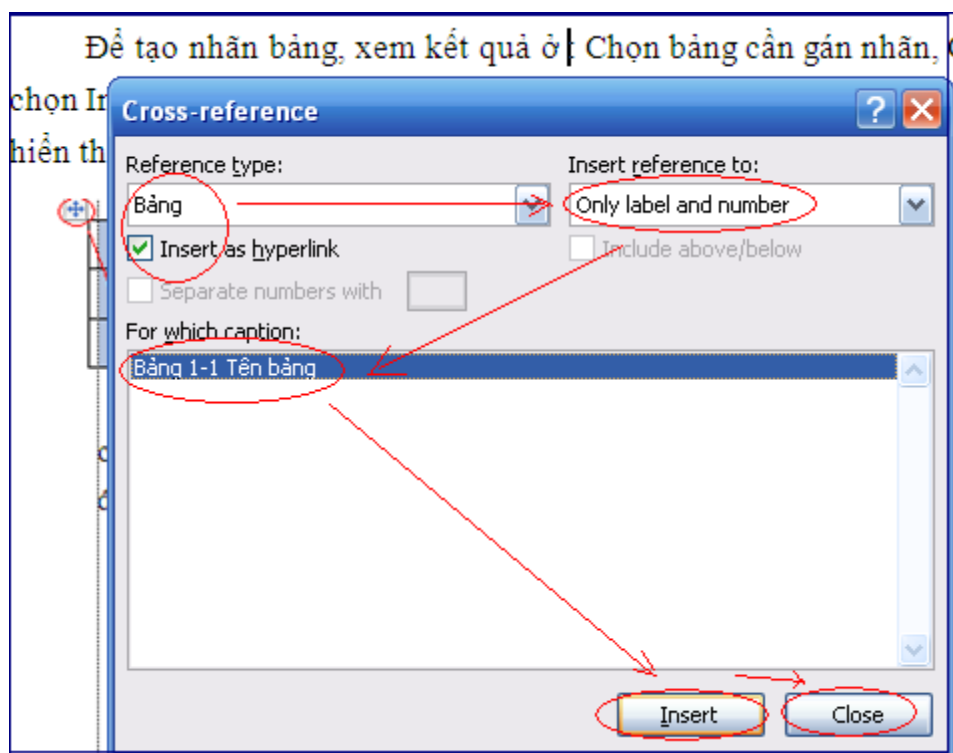 Để tạo nhãn bảng, xem kết quả ở : Chọn bảng cần gán nhãn,
chọn
hiển
Cross-reference
Reference type:
Insert reference to:
Bảng
Only label and number
Insert as hyperlink
Include above/below
Separate numbers with
For which caption:
Bảng 1-1 Tên bảng
Insert
Close